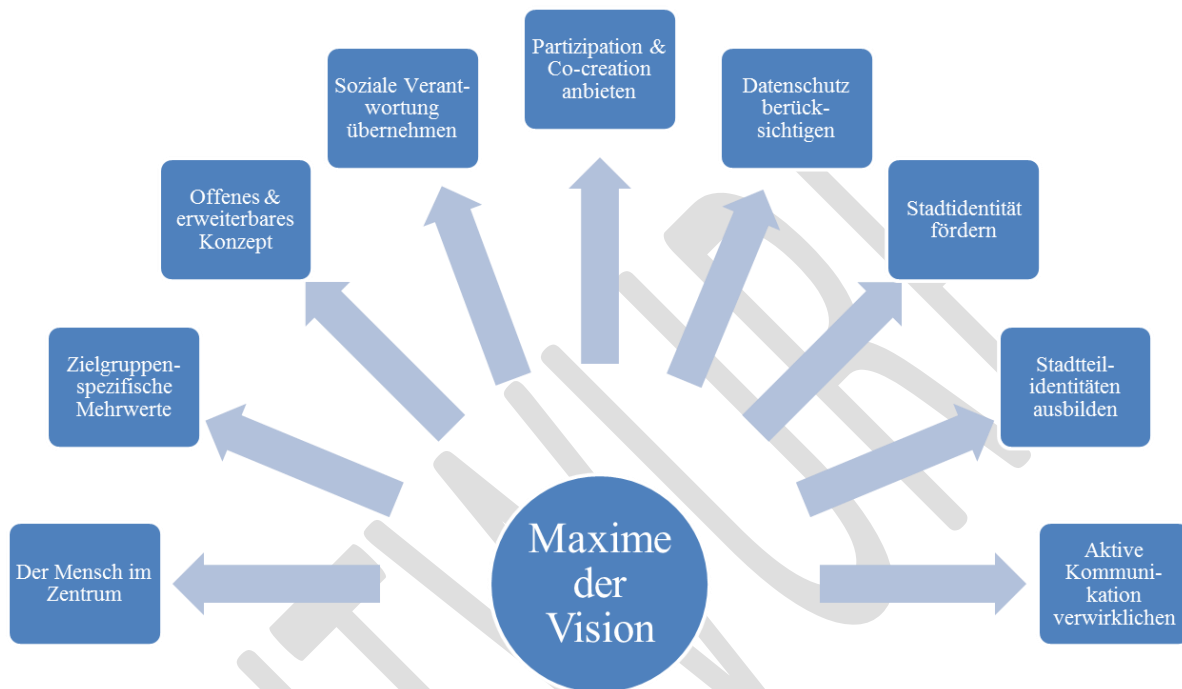 Partizipation &
Co-creation
anbieten
Soziale Verant-
wortung
übernehmen
Datenschutz
berück-
sichtigen
Offenes &
erweiterbares
Konzept
Stadtidentität
fördern
Zielgruppen-
spezifische
Mehrwerte
Stadtteil-
identitäten
ausbilden
Der Mensch im
Zentrum
Maxime
der
Vision
Aktive
Kommuni-
kation
verwirklichen